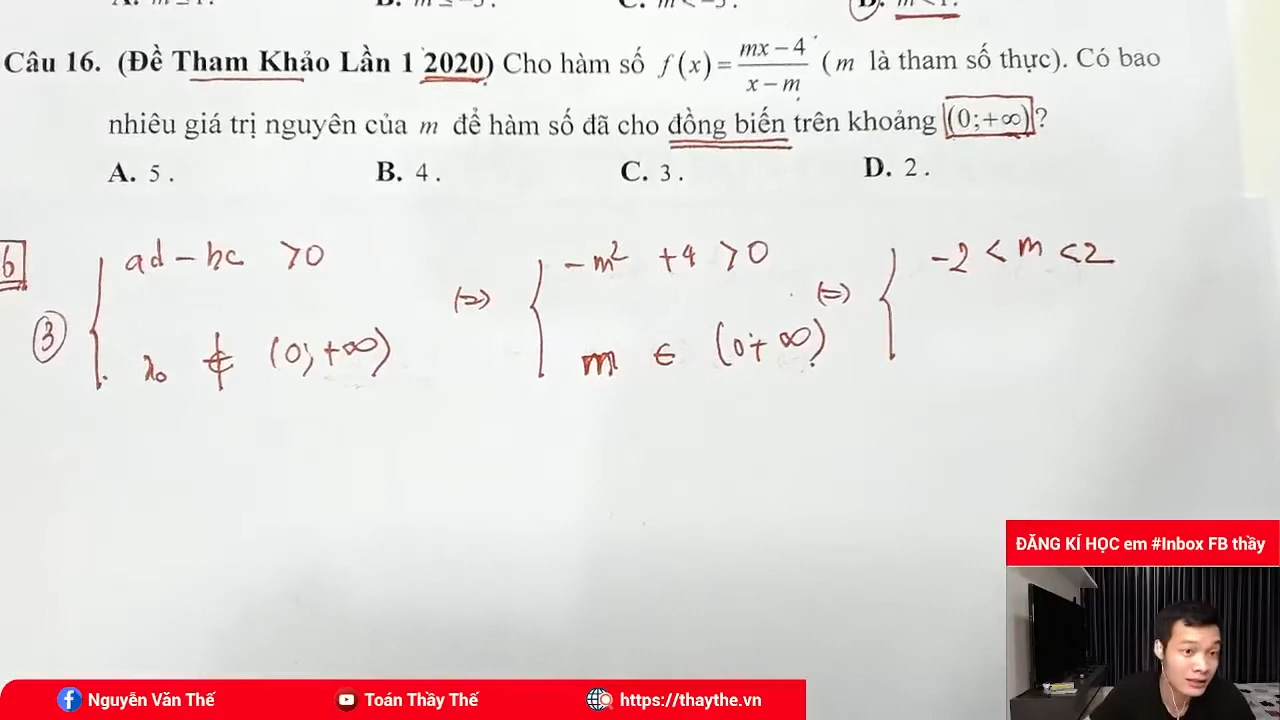 Câu 16. (Đề Tham Khảo Lần 1 2020) Cho hàm số f(x) = \frac{mx-4}{x-m} (m là tham số thực). Có bao
nhiêu giá trị nguyên của m để hàm số đã cho đồng biến trên khoảng (0;+∞)?
A. 5. B. 4. C. 3. D. 2.
ad - bc > 0 ⇔ -m² + 4 > 0 ⇔ -2 < m < 2
③
x₀ ∉ (0; +∞) m ∈ (0; +∞)
ĐĂNG KÍ HỌC em #Inbox FB thầy
Nguyễn Văn Thế Toán Thầy Thế https://thaythe.vn